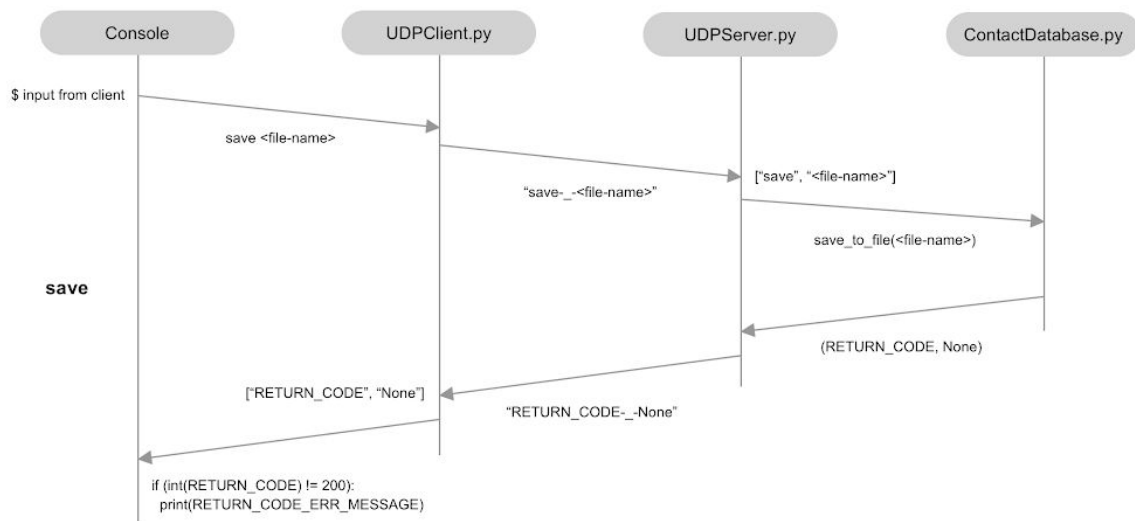 Console
UDPClient.py
UDPServer.py
ContactDatabase.py
$ input from client
save <file-name>
“save-_-<file-name>”
[“save”, “<file-name>”]
save_to_file(<file-name>)
save
(RETURN_CODE, None)
[“RETURN_CODE”, “None”]
“RETURN_CODE-_-None”
if (int(RETURN_CODE) != 200):
print(RETURN_CODE_ERR_MESSAGE)